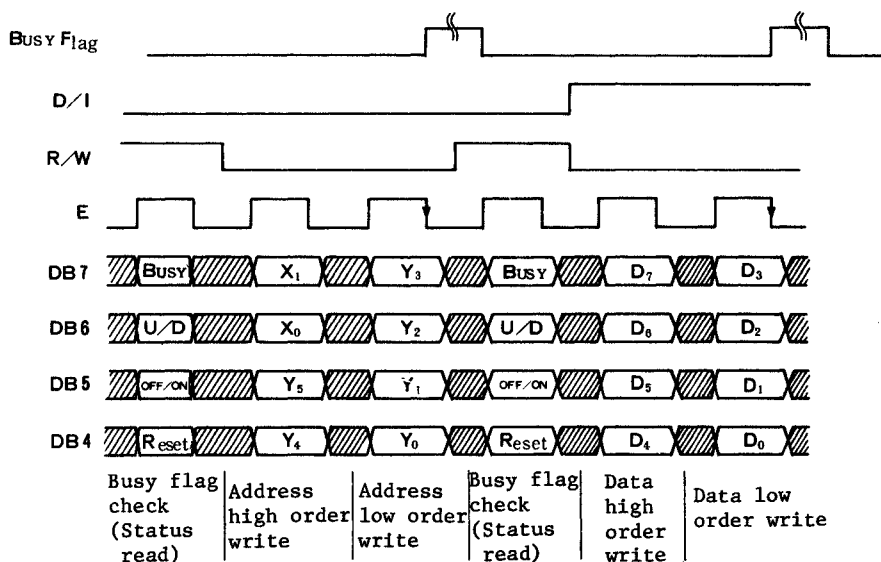 BUSY Flag
D/I
R/W
E
DB7 BUSY X₁ Y₃ BUSY D₇ D₃
DB6 U/D X₀ Y₂ U/D D₆ D₂
DB5 OFF/ON Y₅ Y₁ OFF/ON D₅ D₁
DB4 Reset Y₄ Y₀ Reset D₄ D₀
Busy flag check (Status read)
Address high order write
Address low order write
Busy flag check (Status read)
Data high order write
Data low order write